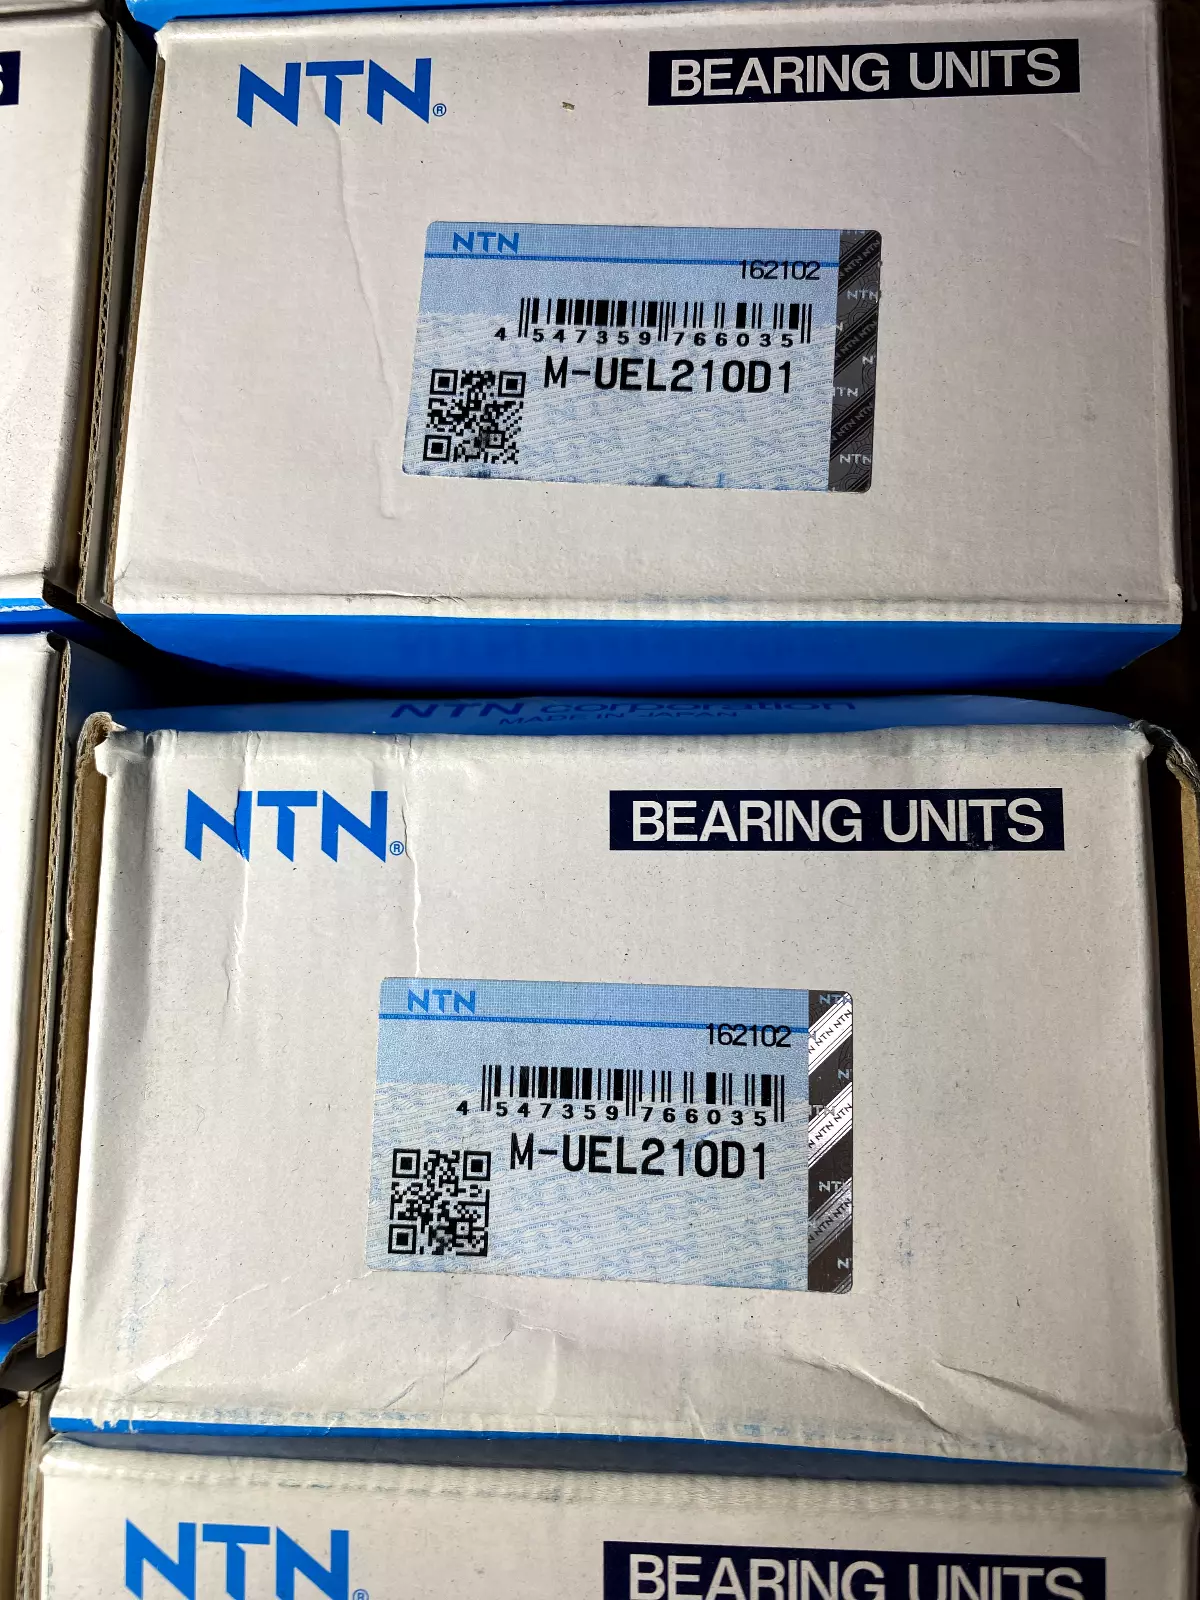 S
NTN®
BEARING UNITS
NTN
162102
4 547359 766035
M-UEL210D1
NTN corporation
MADE IN JAPAN
NTN®
BEARING UNITS
NTN
162102
4 547359 766035
M-UEL210D1
NTN®
BEARING UNITS